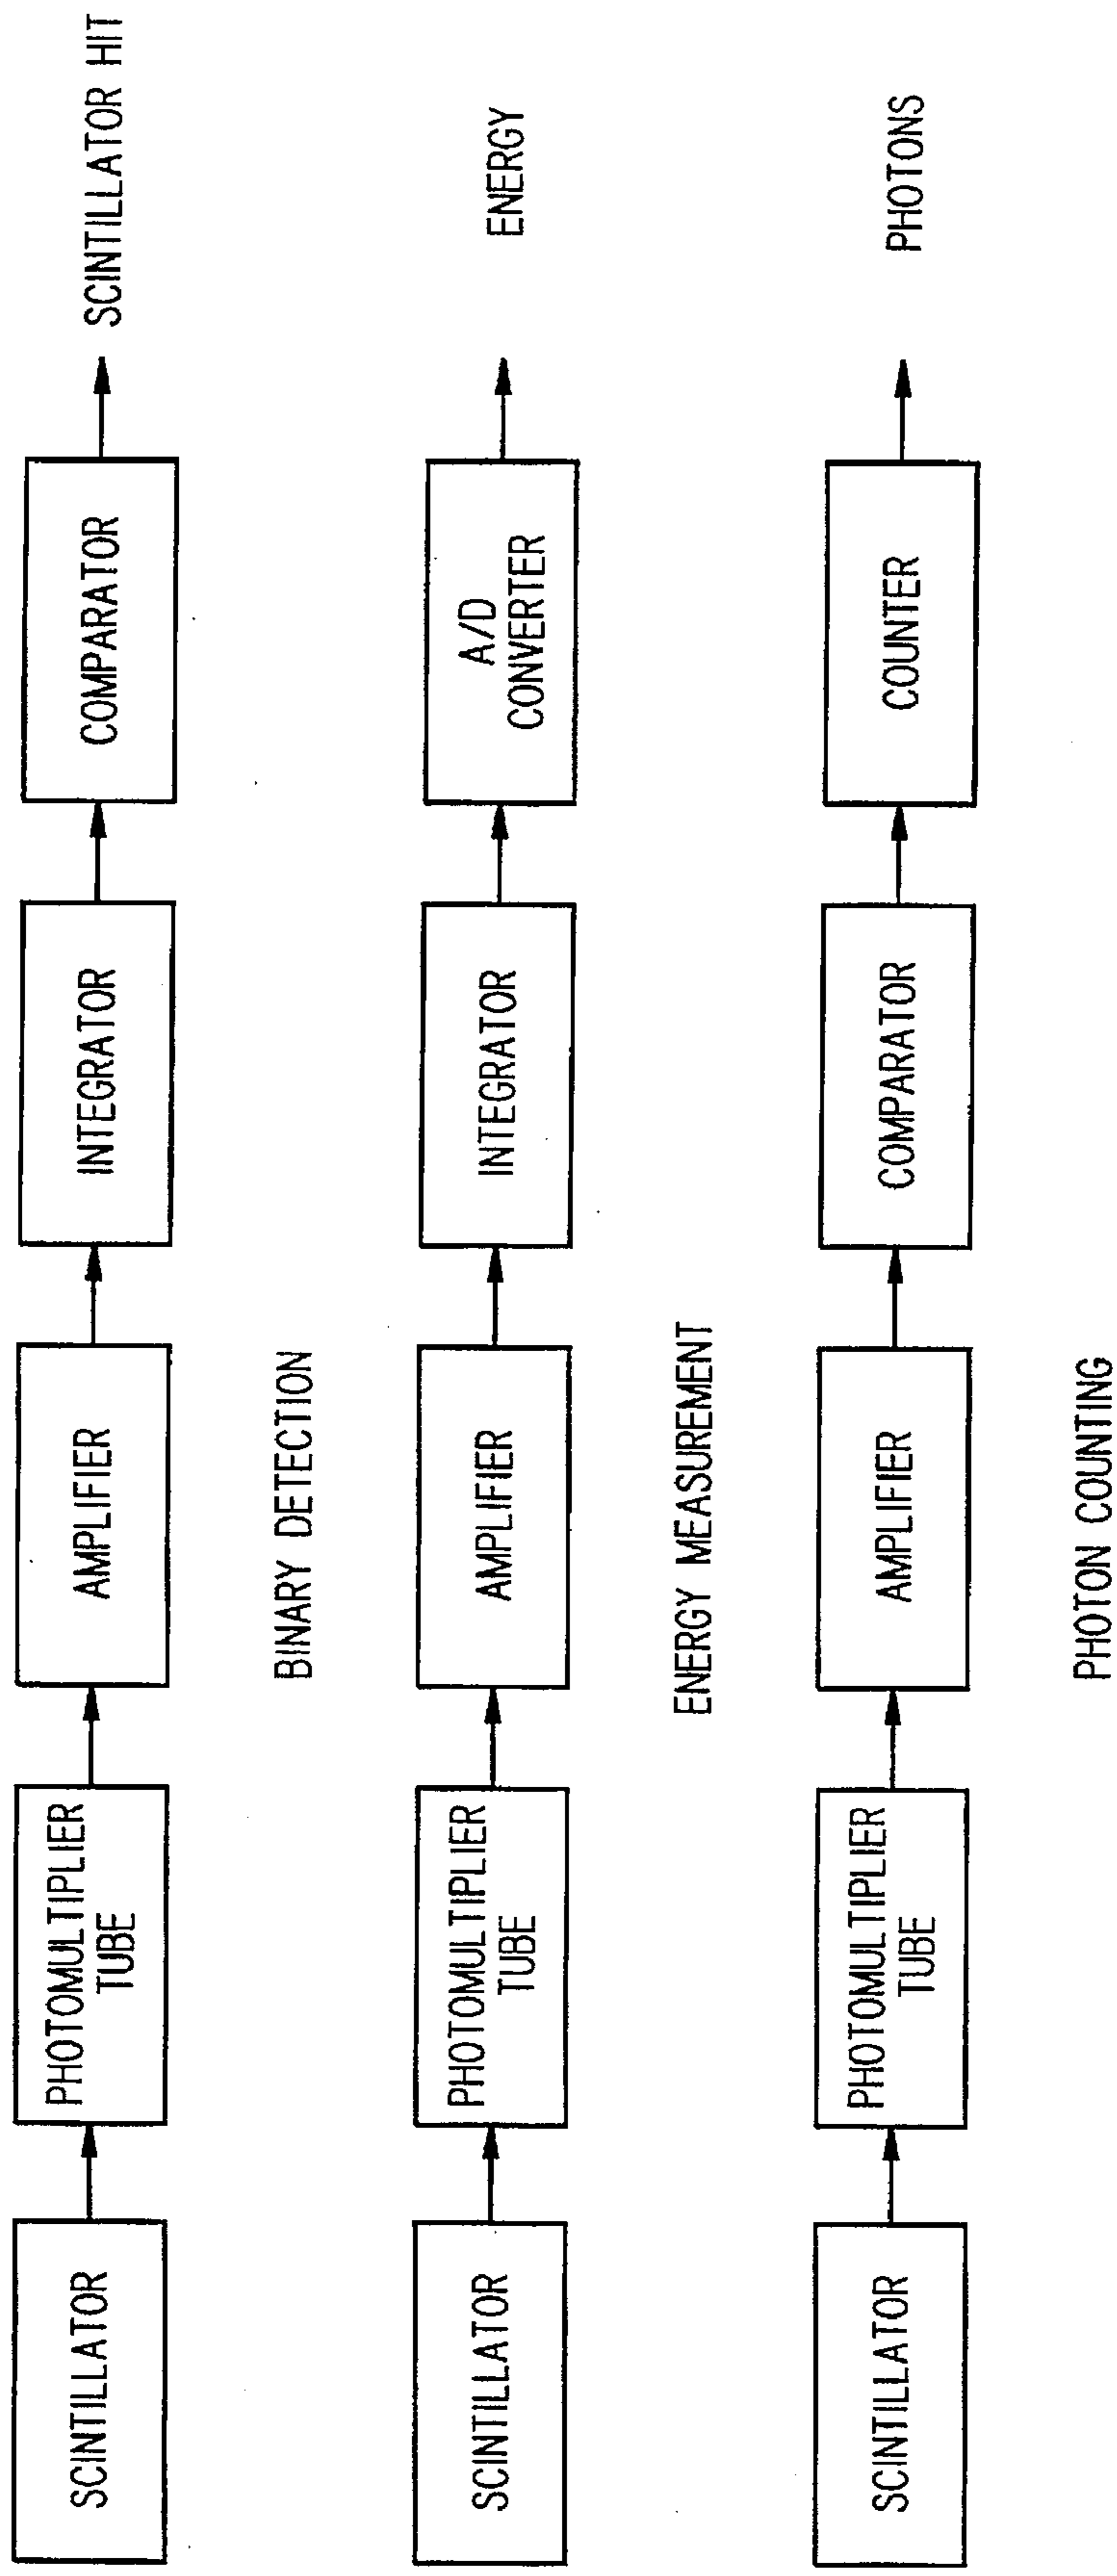 SCINTILLATOR
PHOTOMULTIPLIER
TUBE
AMPLIFIER
INTEGRATOR
COMPARATOR
SCINTILLATOR HIT
BINARY DETECTION
SCINTILLATOR
PHOTOMULTIPLIER
TUBE
AMPLIFIER
INTEGRATOR
A/D
CONVERTER
ENERGY
ENERGY MEASUREMENT
SCINTILLATOR
PHOTOMULTIPLIER
TUBE
AMPLIFIER
COMPARATOR
COUNTER
PHOTONS
PHOTON COUNTING